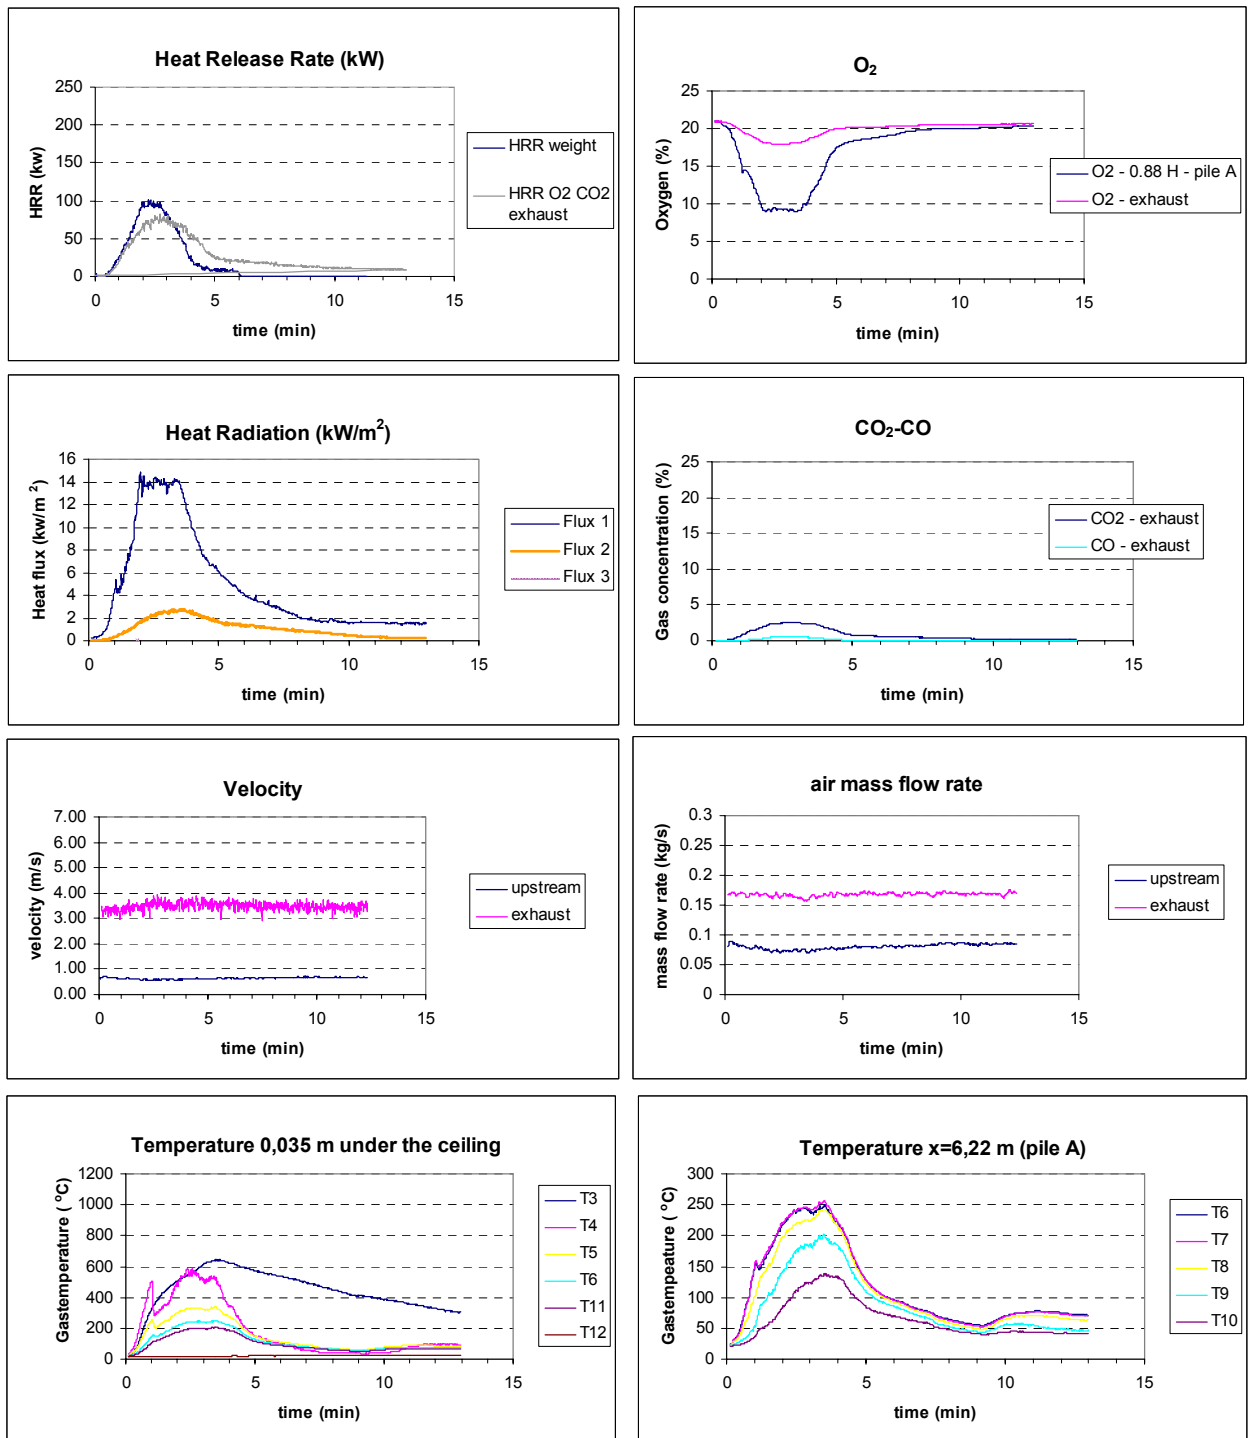 Heat Release Rate (kW)
250
200
150
100
50
0
HRR (kw)
0 5 10 15
time (min)
HRR weight
HRR O2 CO2
exhaust
O2
25
20
15
10
5
0
Oxygen (%)
0 5 10 15
time (min)
O2 - 0.88 H - pile A
O2 - exhaust
Heat Radiation (kW/m2)
16
14
12
10
8
6
4
2
0
Heat flux (kw/m 2)
0 5 10 15
time (min)
Flux 1
Flux 2
Flux 3
CO2-CO
25
20
15
10
5
0
Gas concentration (%)
0 5 10 15
time (min)
CO2 - exhaust
CO - exhaust
Velocity
7.00
6.00
5.00
4.00
3.00
2.00
1.00
0.00
velocity (m/s)
0 5 10 15
time (min)
upstream
exhaust
air mass flow rate
0.3
0.25
0.2
0.15
0.1
0.05
0
mass flow rate (kg/s)
0 5 10 15
time (min)
upstream
exhaust
Temperature 0,035 m under the ceiling
1200
1000
800
600
400
200
0
Gastemperature ( °C)
0 5 10 15
time (min)
T3
T4
T5
T6
T11
T12
Temperature x=6,22 m (pile A)
300
250
200
150
100
50
0
Gastempeature ( °C)
0 5 10 15
time (min)
T6
T7
T8
T9
T10